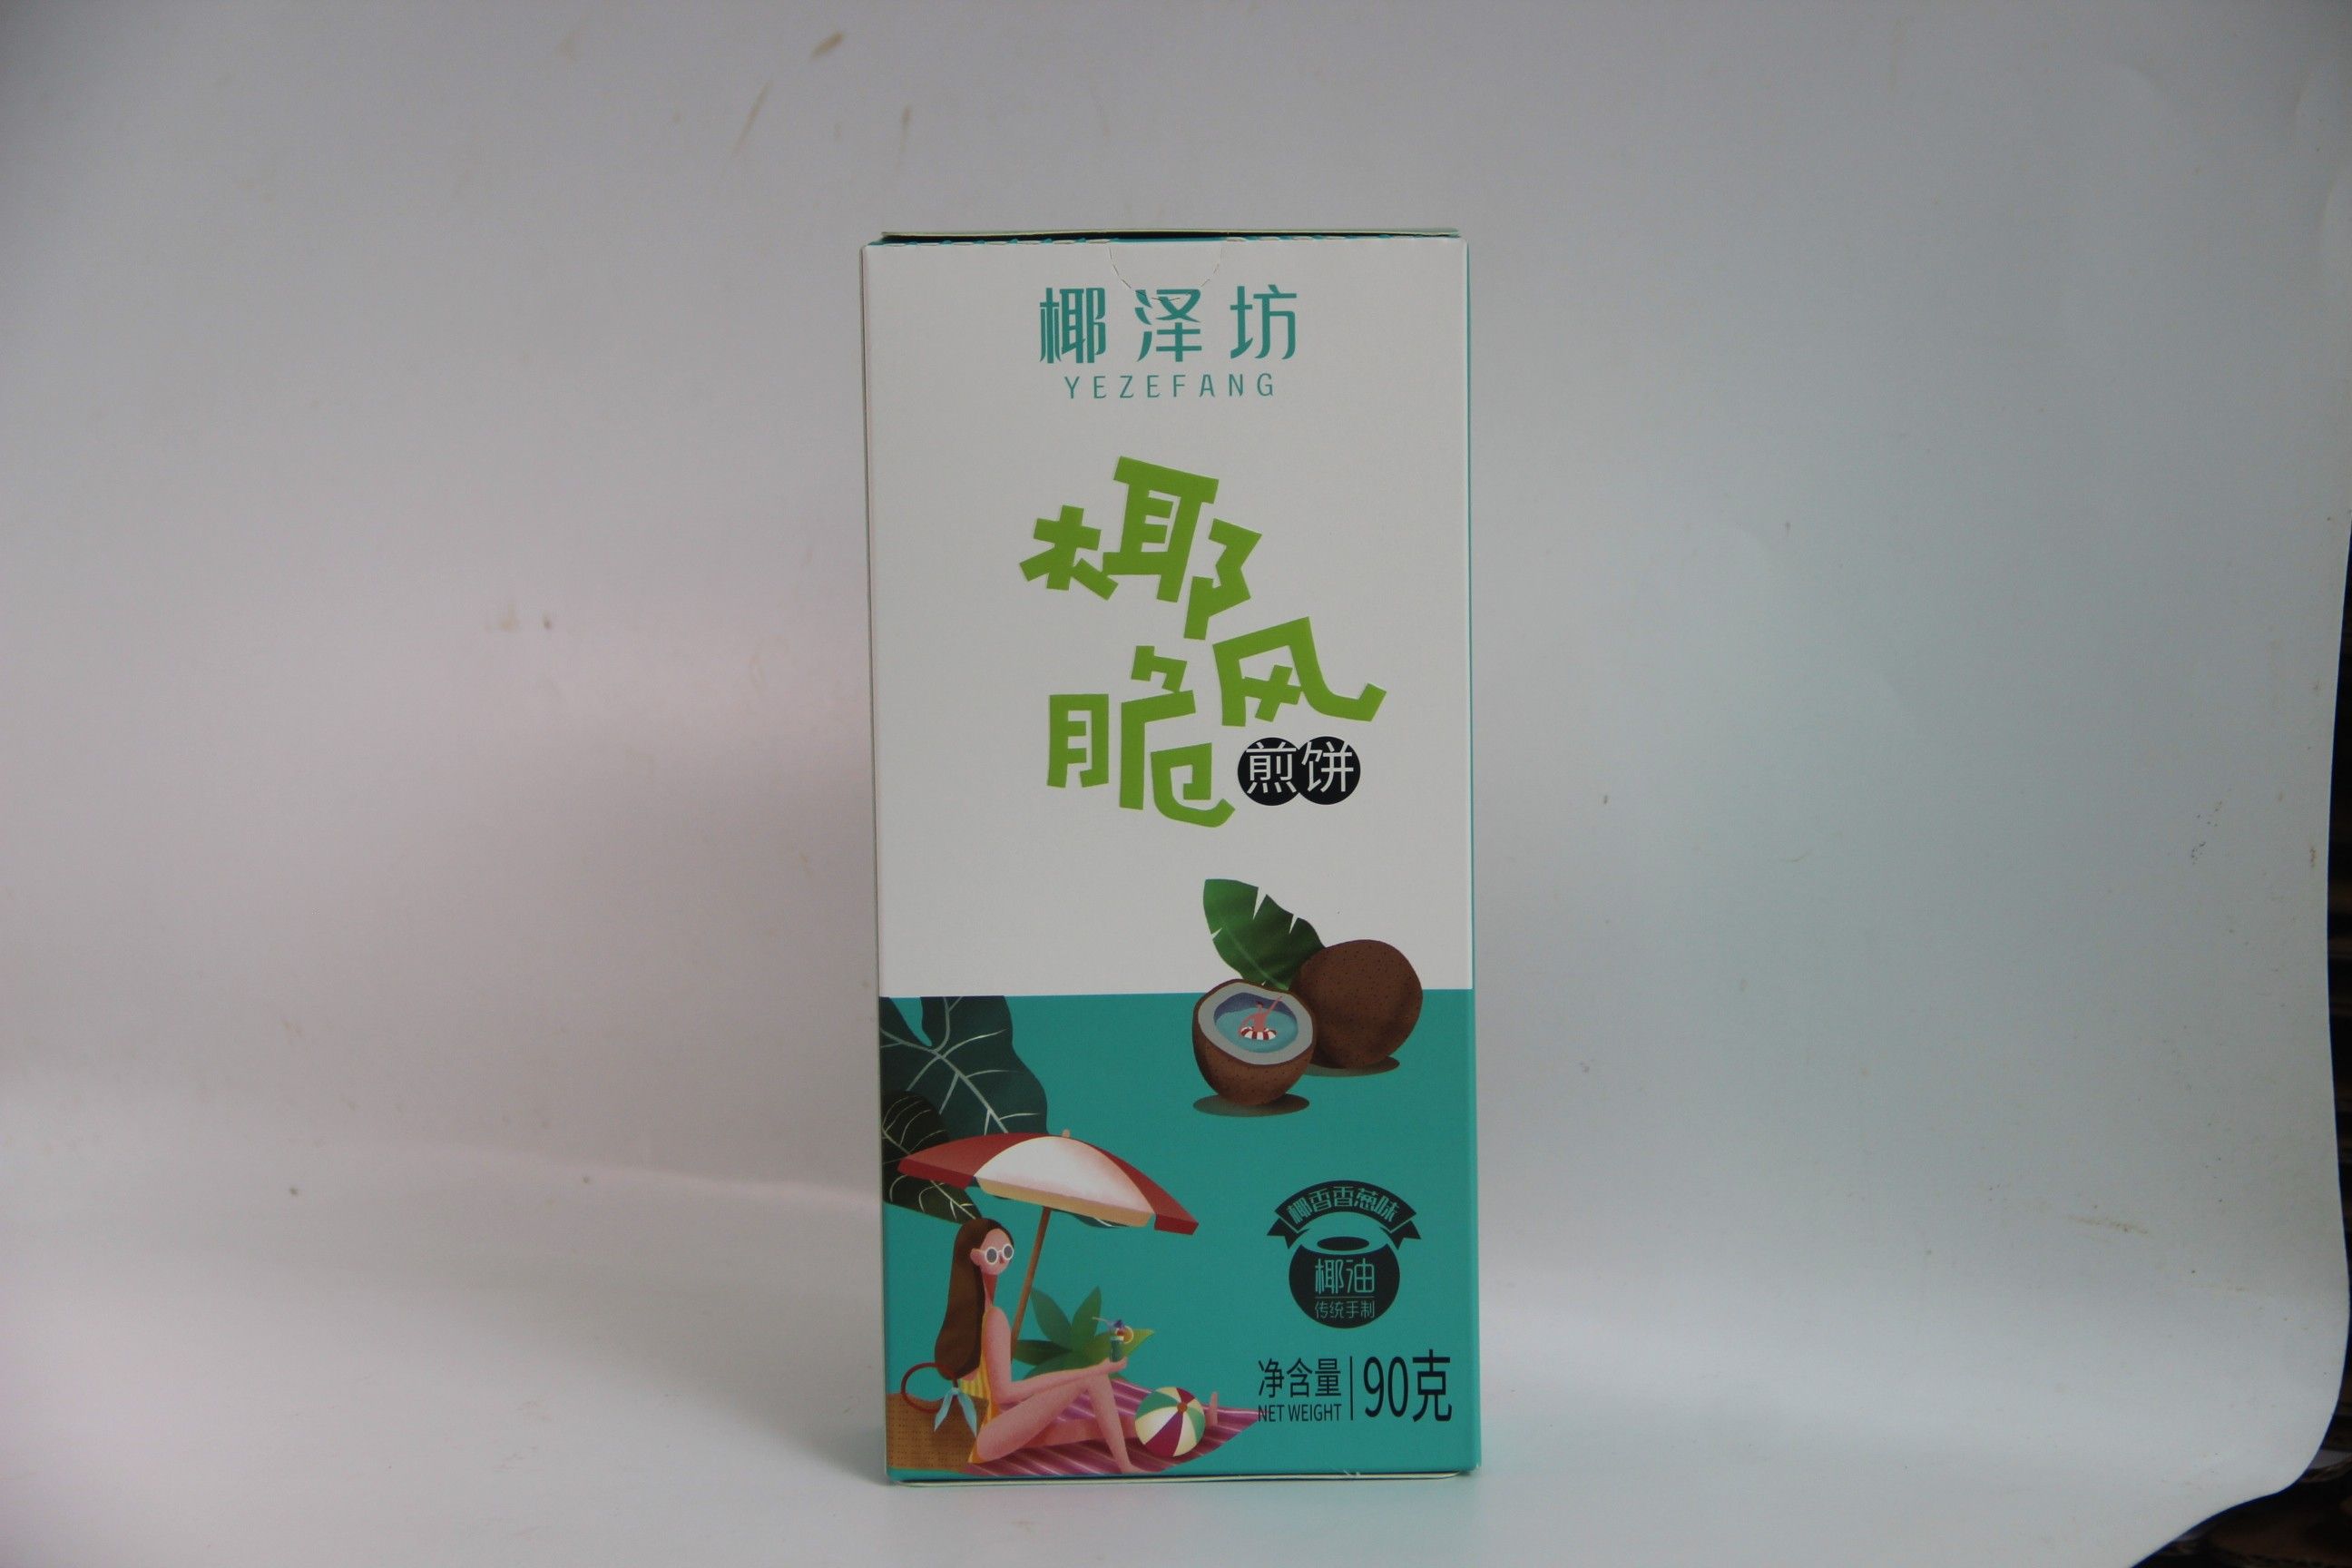 椰泽坊
YEZEFANG
椰风
脆
煎饼
椰香香葱味
椰油
传统手制
净含量 90克
NET WEIGHT